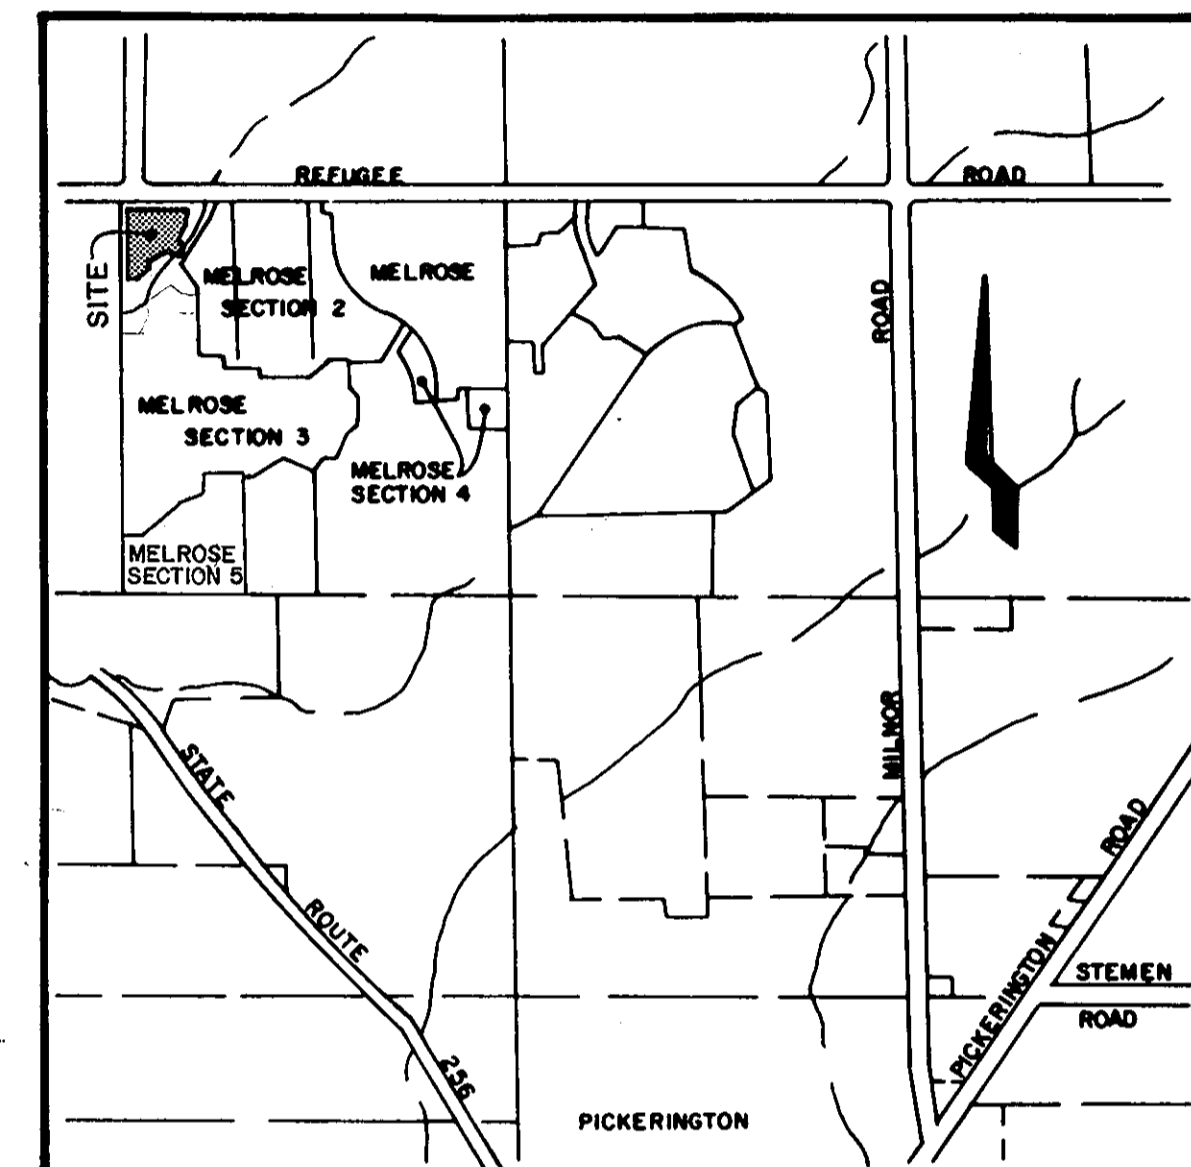 REFUGEE ROAD
SITE
MELROSE
SECTION 2
MELROSE
ROAD
MELROSE
SECTION 3
MELROSE
SECTION 4
MELROSE
SECTION 5
MILNOR
STATE
ROUTE
256
ROAD
PICKERINGTON
STEMEN
ROAD
PICKERINGTON